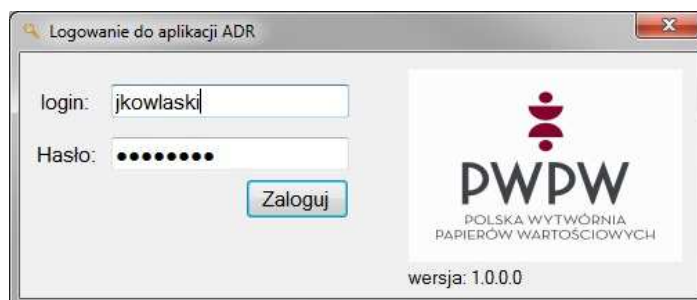 Logowanie do aplikacji ADR
login: jkowlaski
Hasło: ●●●●●●●●
Zaloguj
PWPW
POLSKA WYTWÓRNIA
PAPIERÓW WARTOŚCIOWYCH
wersja: 1.0.0.0